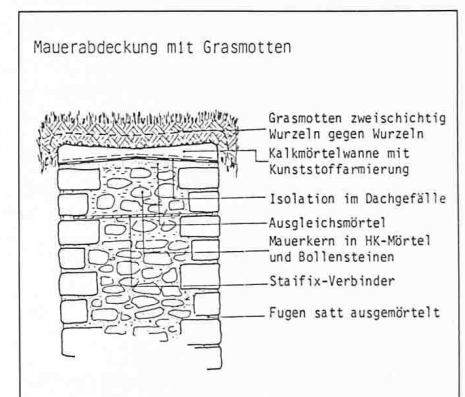 Mauerabdeckung mit Grasmotten
Grasmotten zweischichtig
Wurzeln gegen Wurzeln
Kalkmörtelwanne mit
Kunststoffarmierung
Isolation im Dachgefälle
Ausgleichsmörtel
Mauerkern in HK-Mörtel
und Bollensteinen
Staifix-Verbinder
Fugen satt ausgemörtelt